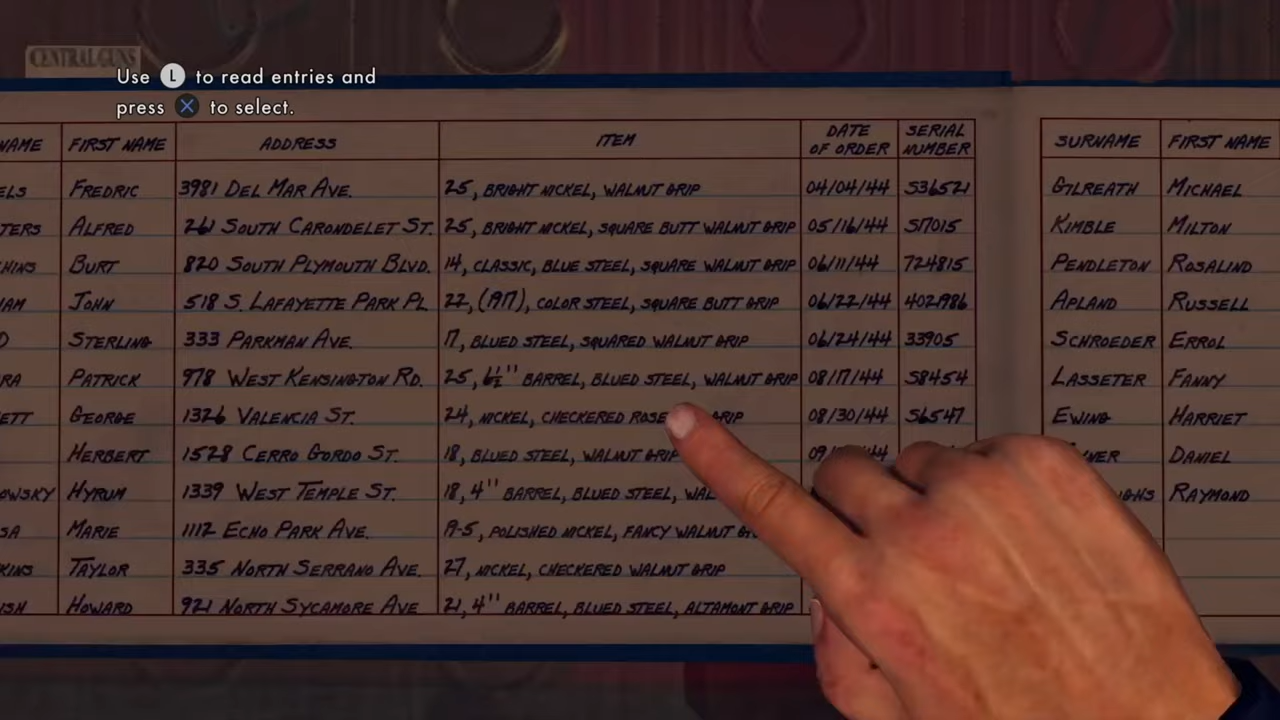 CENTRAL GUNS
Use L to read entries and
press X to select.
FIRST NAME ADDRESS ITEM DATE OF ORDER SERIAL NUMBER SURNAME FIRST NAME
FREDRIC 3981 DEL MAR AVE. 25, BRIGHT NICKEL, WALNUT GRIP 04/04/44 S36521 GILREATH MICHAEL
ALFRED 261 SOUTH CARONDELET ST. 25, BRIGHT NICKEL, SQUARE BUTT WALNUT GRIP 05/16/44 S17015 KIMBLE MILTON
BURT 820 SOUTH PLYMOUTH BLVD. 14, CLASSIC, BLUE STEEL, SQUARE WALNUT GRIP 06/11/44 724815 PENDLETON ROSALIND
JOHN 518 S. LAFAYETTE PARK PL 22, (1917), COLOR STEEL, SQUARE BUTT GRIP 06/22/44 402986 APLAND RUSSELL
STERLING 333 PARKMAN AVE. 17, BLUED STEEL, SQUARED WALNUT GRIP 06/24/44 33905 SCHROEDER ERROL
PATRICK 978 WEST KENSINGTON RD. 25, 6½" BARREL, BLUED STEEL, WALNUT GRIP 08/17/44 S8454 LASSETER FANNY
GEORGE 1326 VALENCIA ST. 24, NICKEL, CHECKERED GRIP 08/30/44 S6547 EWING HARRIET
HERBERT 1528 CERRO GORDO ST. 18, BLUED STEEL, WALNUT GRIP DANIEL
HYRUM 1339 WEST TEMPLE ST. 18, 4" BARREL, BLUED STEEL, RAYMOND
MARIE 1112 ECHO PARK AVE. 19-5, POLISHED NICKEL, FANCY WALNUT
TAYLOR 335 NORTH SERRANO AVE. 27, NICKEL, CHECKERED WALNUT GRIP
HOWARD 921 NORTH SYCAMORE AVE 21, 4" BARREL, BLUED STEEL, ALTAMONT GRIP